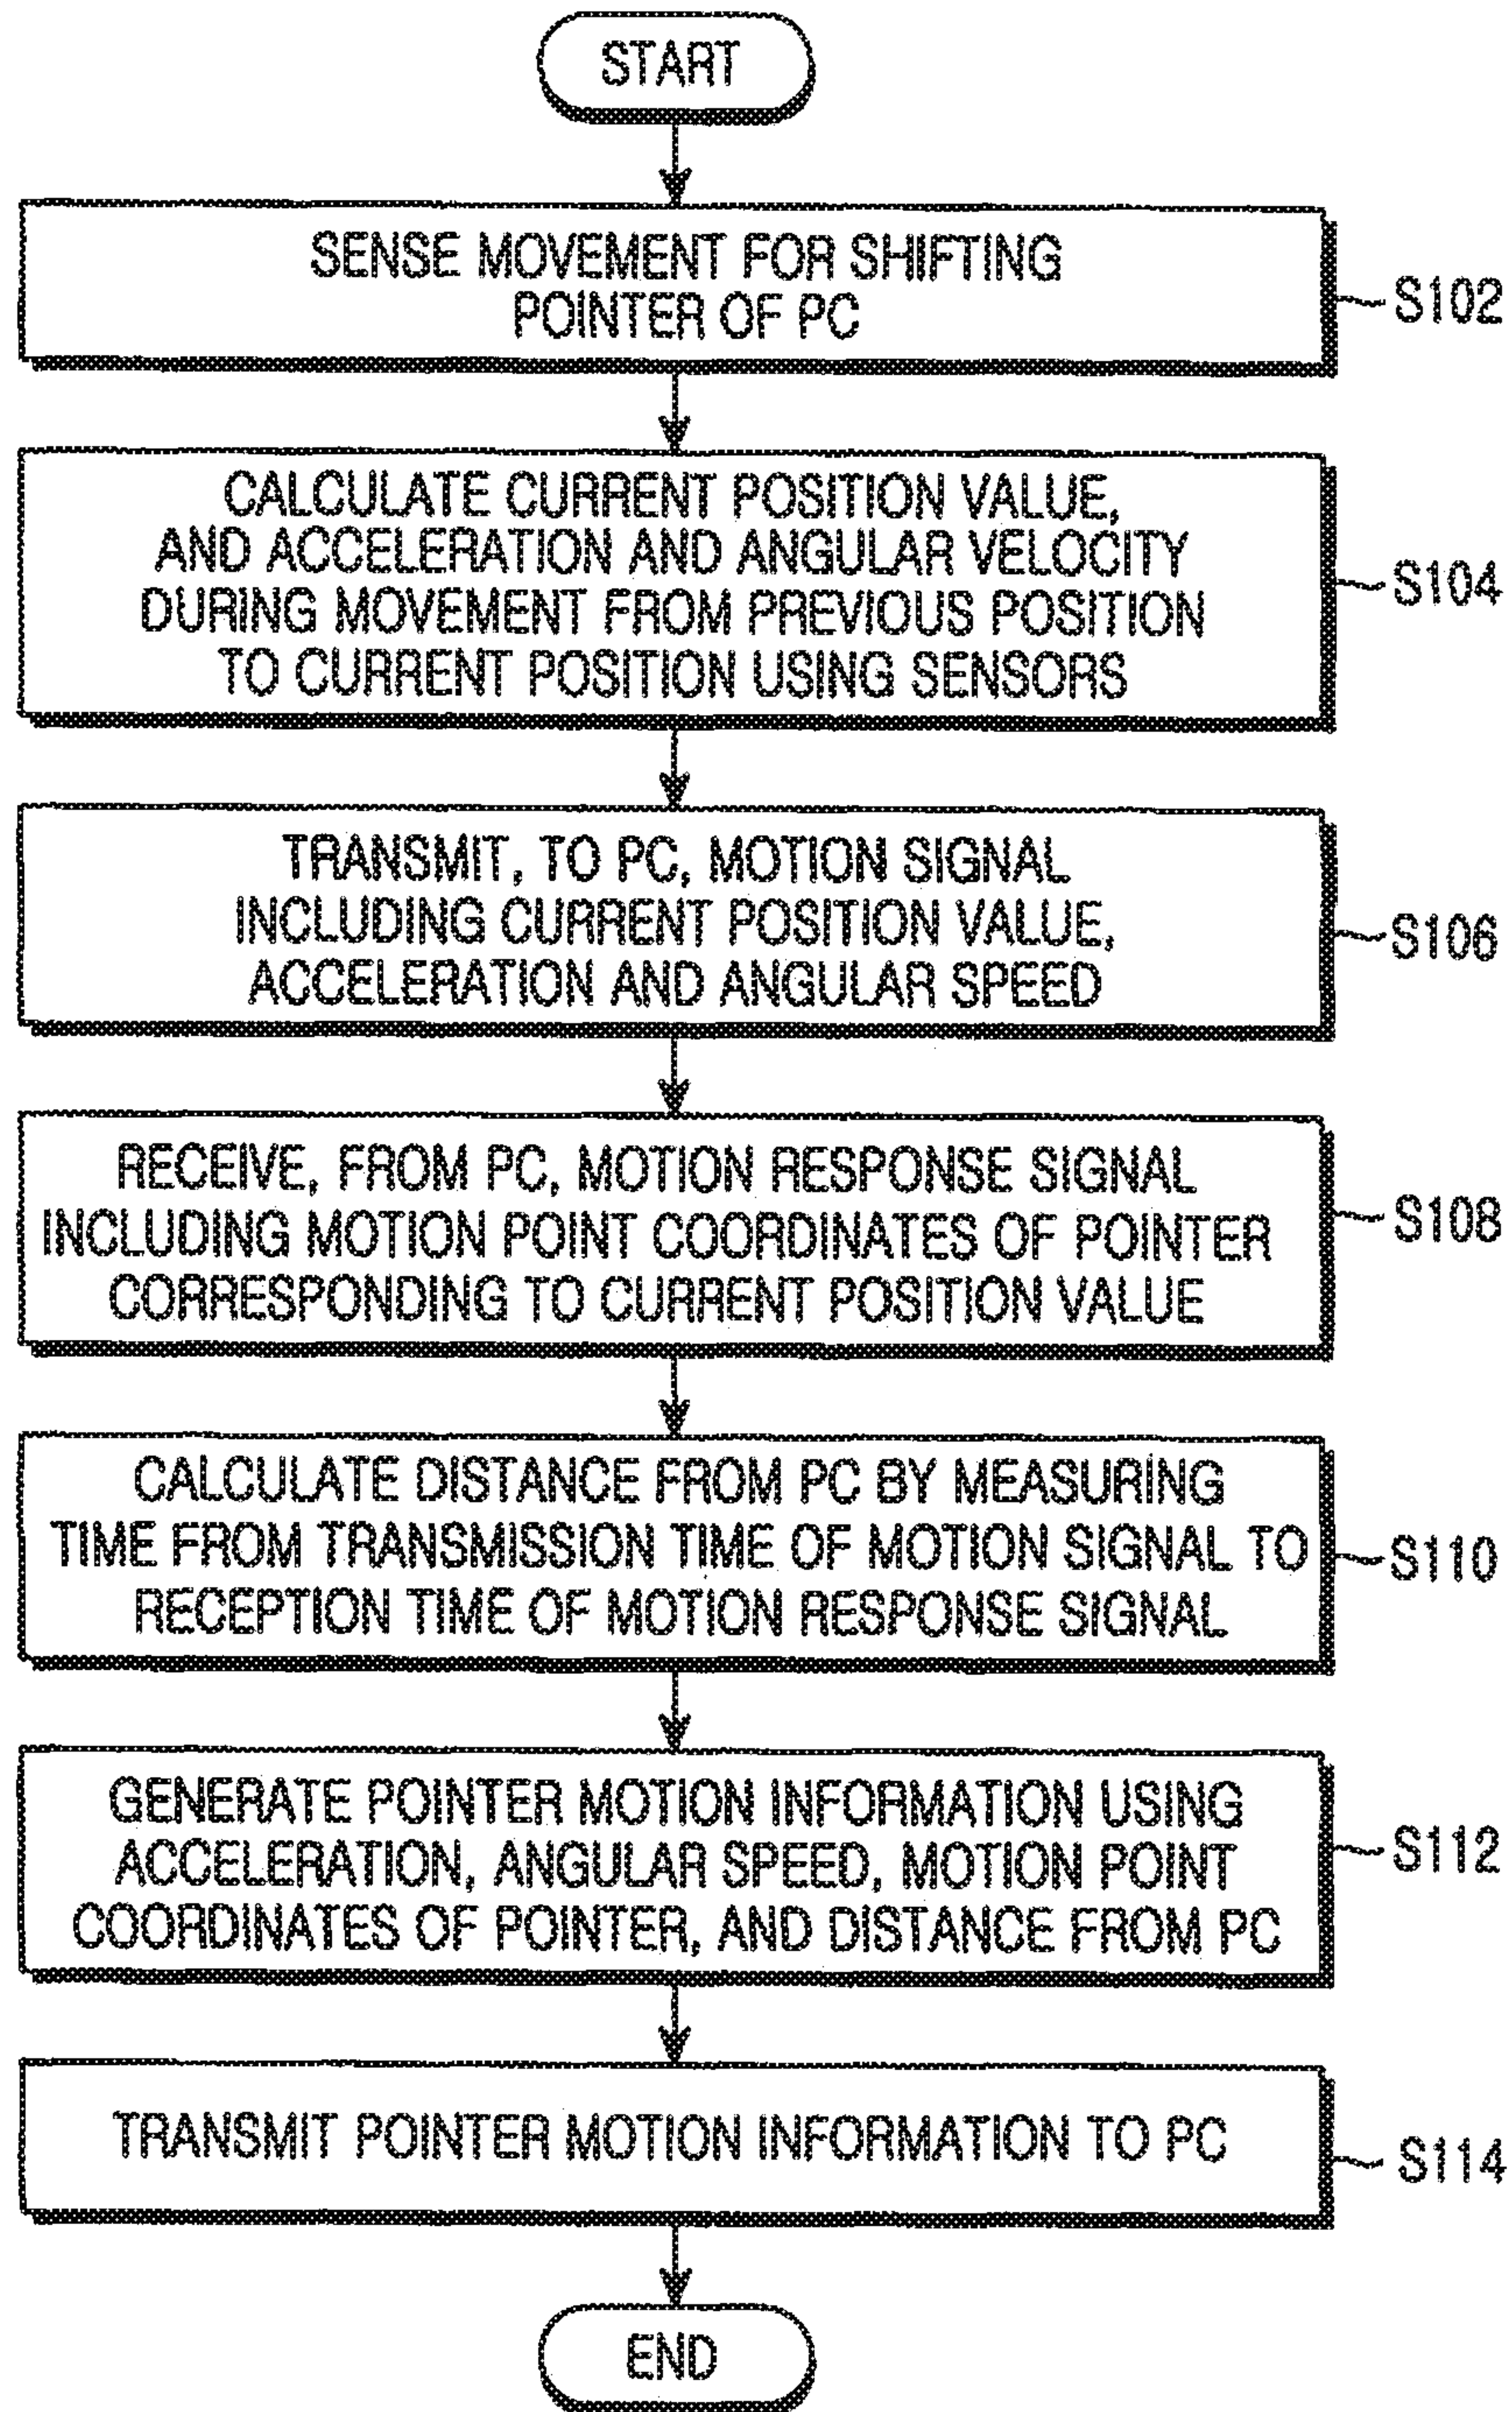 START
SENSE MOVEMENT FOR SHIFTING
POINTER OF PC
S102
CALCULATE CURRENT POSITION VALUE,
AND ACCELERATION AND ANGULAR VELOCITY
DURING MOVEMENT FROM PREVIOUS POSITION
TO CURRENT POSITION USING SENSORS
S104
TRANSMIT, TO PC, MOTION SIGNAL
INCLUDING CURRENT POSITION VALUE,
ACCELERATION AND ANGULAR SPEED
S106
RECEIVE, FROM PC, MOTION RESPONSE SIGNAL
INCLUDING MOTION POINT COORDINATES OF POINTER
CORRESPONDING TO CURRENT POSITION VALUE
S108
CALCULATE DISTANCE FROM PC BY MEASURING
TIME FROM TRANSMISSION TIME OF MOTION SIGNAL TO
RECEPTION TIME OF MOTION RESPONSE SIGNAL
S110
GENERATE POINTER MOTION INFORMATION USING
ACCELERATION, ANGULAR SPEED, MOTION POINT
COORDINATES OF POINTER, AND DISTANCE FROM PC
S112
TRANSMIT POINTER MOTION INFORMATION TO PC
S114
END